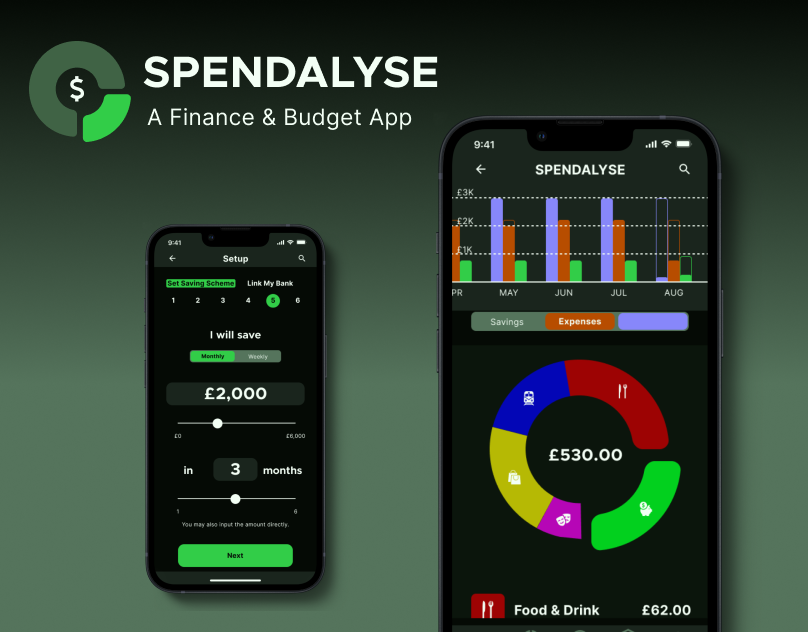 $
SPENDALYSE
A Finance & Budget App
9:41
Setup
Set Saving Scheme
Link My Bank
1 2 3 4 5 6
I will save
Monthly Weekly
£2,000
£0 £6,000
in 3 months
1 6
You may also input the amount directly.
Next
9:41
SPENDALYSE
£3K
£2K
£1K
PR MAY JUN JUL AUG
Savings Expenses
£530.00
Food & Drink £62.00